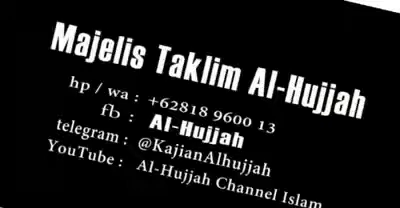 Majelis Taklim Al-Hujjah
hp / wa : +62818 9600 13
fb : Al-Hujjah
telegram : @KajianAlhujjah
YouTube : Al-Hujjah Channel Islam